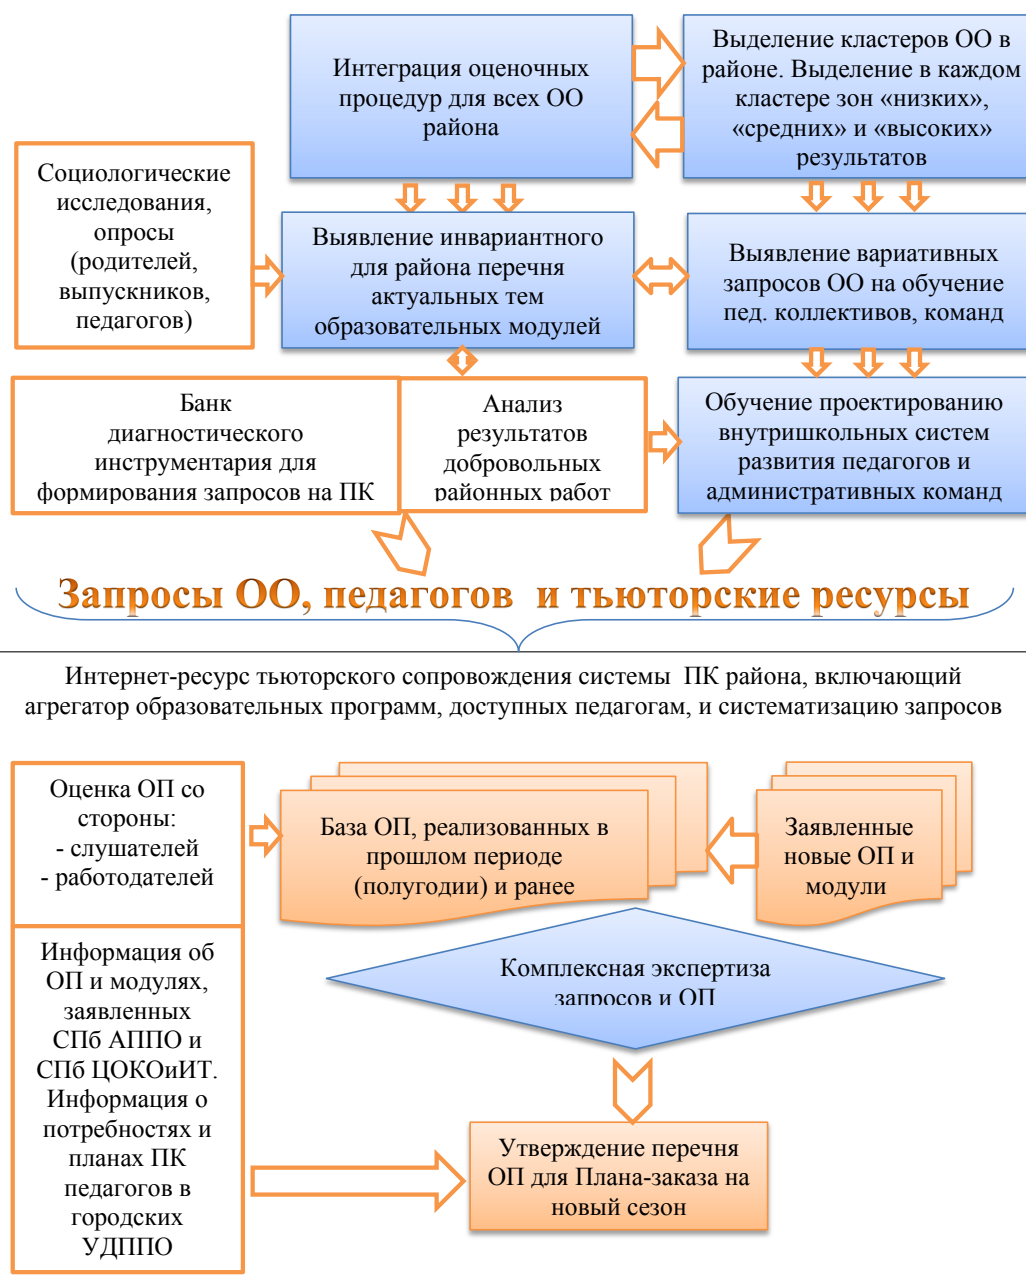 Интеграция оценочных
процедур для всех ОО
района
Выделение кластеров ОО в
районе. Выделение в каждом
кластере зон «низких»,
«средних» и «высоких»
результатов
Социологические
исследования,
опросы
(родителей,
выпускников,
педагогов)
Выявление инвариантного
для района перечня
актуальных тем
образовательных модулей
Выявление вариативных
запросов ОО на обучение
пед. коллективов, команд
Банк
диагностического
инструментария для
формирования запросов на ПК
Анализ
результатов
добровольных
районных работ
Обучение проектированию
внутришкольных систем
развития педагогов и
административных команд
Запросы ОО, педагогов и тьюторские ресурсы
Интернет-ресурс тьюторского сопровождения системы ПК района, включающий
агрегатор образовательных программ, доступных педагогам, и систематизацию запросов
Оценка ОП со
стороны:
- слушателей
- работодателей
База ОП, реализованных в
прошлом периоде
(полугодии) и ранее
Заявленные
новые ОП и
модули
Информация об
ОП и модулях,
заявленных
СПб АППО и
СПб ЦОКОиИТ.
Информация о
потребностях и
планах ПК
педагогов в
городских
УДППО
Комплексная экспертиза
запросов и ОП
Утверждение перечня
ОП для Плана-заказа на
новый сезон